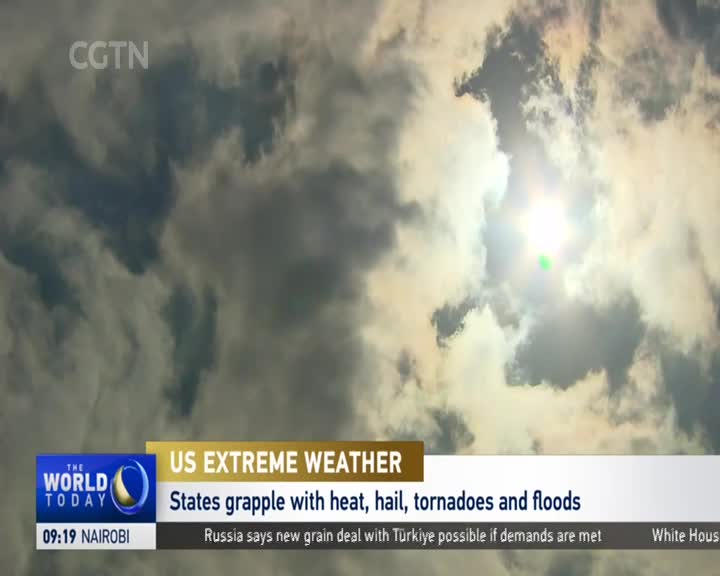 CGTN
US EXTREME WEATHER
THE
WORLD
TODAY
States grapple with heat, hail, tornadoes and floods
09:19 NAIROBI
Russia says new grain deal with Türkiye possible if demands are met
White Hous